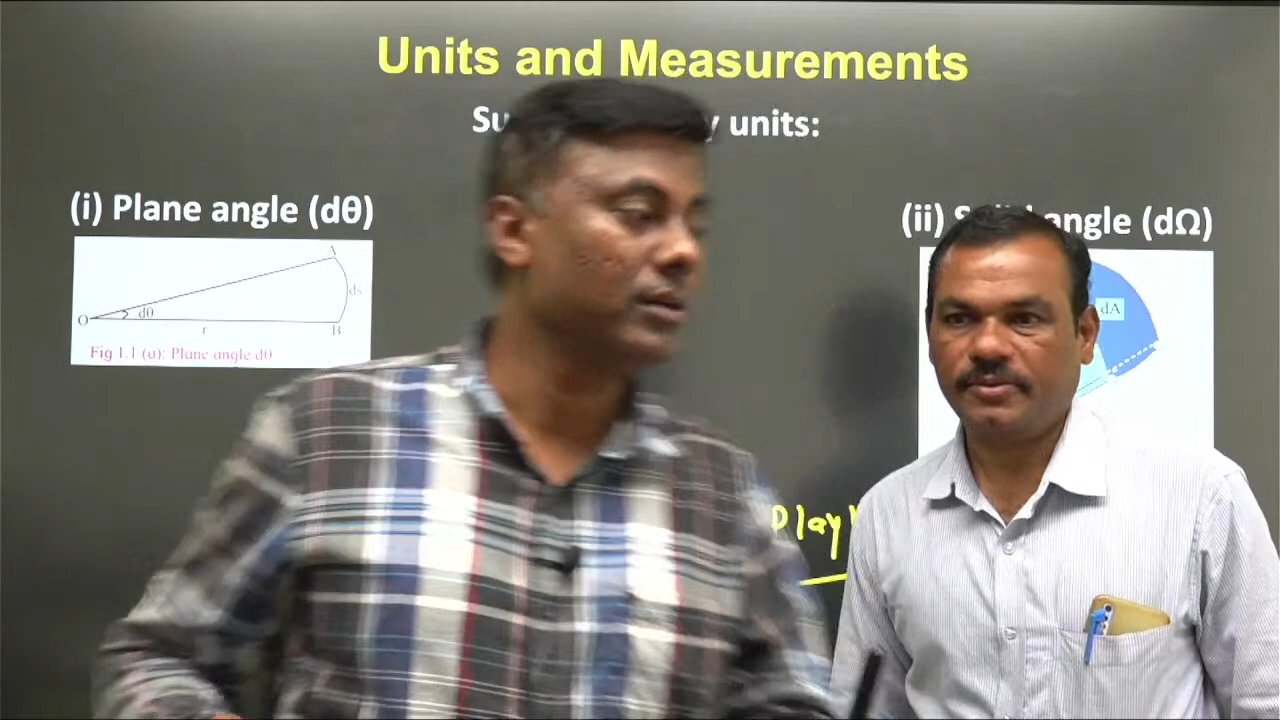 Units and Measurements
units:
(i) Plane angle (dθ)
(ii) angle (dΩ)
A
ds
O
dθ
r
B
Fig 1.1 (a): Plane angle dθ
dA
Play